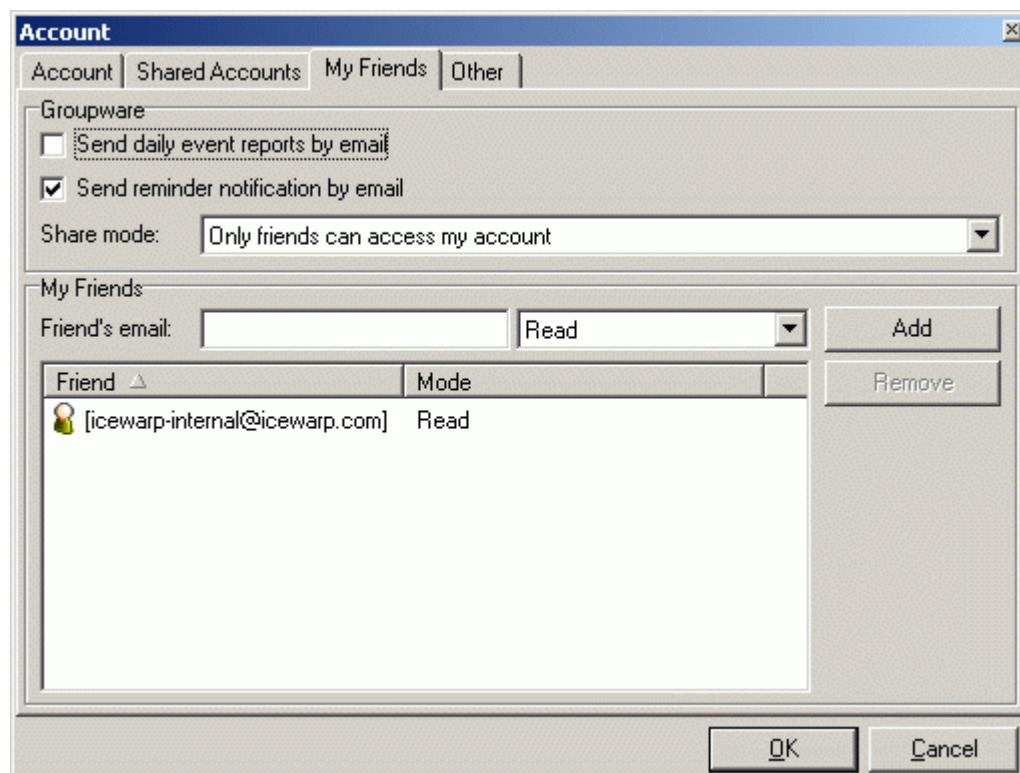 Account
Account Shared Accounts My Friends Other
Groupware
Send daily event reports by email
Send reminder notification by email
Share mode: Only friends can access my account
My Friends
Friend's email: Read Add
Friend Mode Remove
[icewarp-internal@icewarp.com] Read
OK Cancel